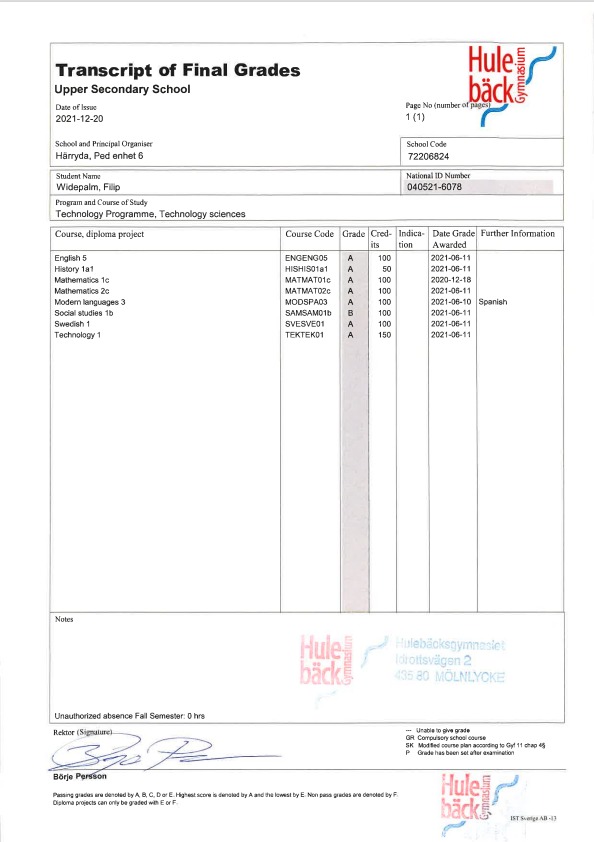 Transcript of Final Grades
Upper Secondary School
Hule
bäck
Gymnasium
Date of Issue
2021-12-20
Page No (number of pages)
1 (1)
School and Principal Organiser
Härryda, Ped enhet 6
School Code
72206824
Student Name
Widepalm, Filip
National ID Number
040521-6078
Program and Course of Study
Technology Programme, Technology sciences
Course, diploma project Course Code Grade Cred-its Indica-tion Date Grade Awarded Further Information
English 5 ENGENG05 A 100 2021-06-11
History 1a1 HISHIS01a1 A 50 2021-06-11
Mathematics 1c MATMAT01c A 100 2020-12-18
Mathematics 2c MATMAT02c A 100 2021-06-11
Modern languages 3 MODSPA03 A 100 2021-06-10 Spanish
Social studies 1b SAMSAM01b B 100 2021-06-11
Swedish 1 SVESVE01 A 100 2021-06-11
Technology 1 TEKTEK01 A 150 2021-06-11
Notes
Hule
bäck
Gymnasium
Hulebäcksgymnasiet
Idrottsvägen 2
435 80 MÖLNLYCKE
Unauthorized absence Fall Semester: 0 hrs
Rektor (Signature)
Börje Persson
--- Unable to give grade
GR Compulsory school course
SK Modified course plan according to Gyf 11 chap 4§
P Grade has been set after examination
Passing grades are denoted by A, B, C, D or E. Highest score is denoted by A and the lowest by E. Non pass grades are denoted by F.
Diploma projects can only be graded with E or F.
Hule
bäck
Gymnasium
IST Sverige AB -13